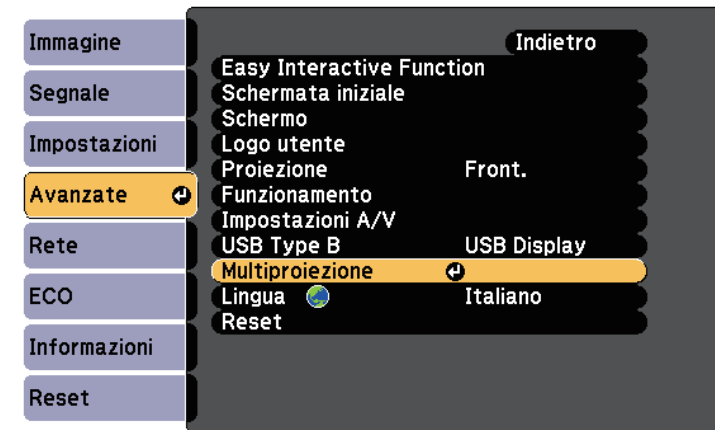 Immagine
Segnale
Impostazioni
Avanzate
Rete
ECO
Informazioni
Reset
Indietro
Easy Interactive Function
Schermata iniziale
Schermo
Logo utente
Proiezione Front.
Funzionamento
Impostazioni A/V
USB Type B USB Display
Multiproiezione
Lingua Italiano
Reset